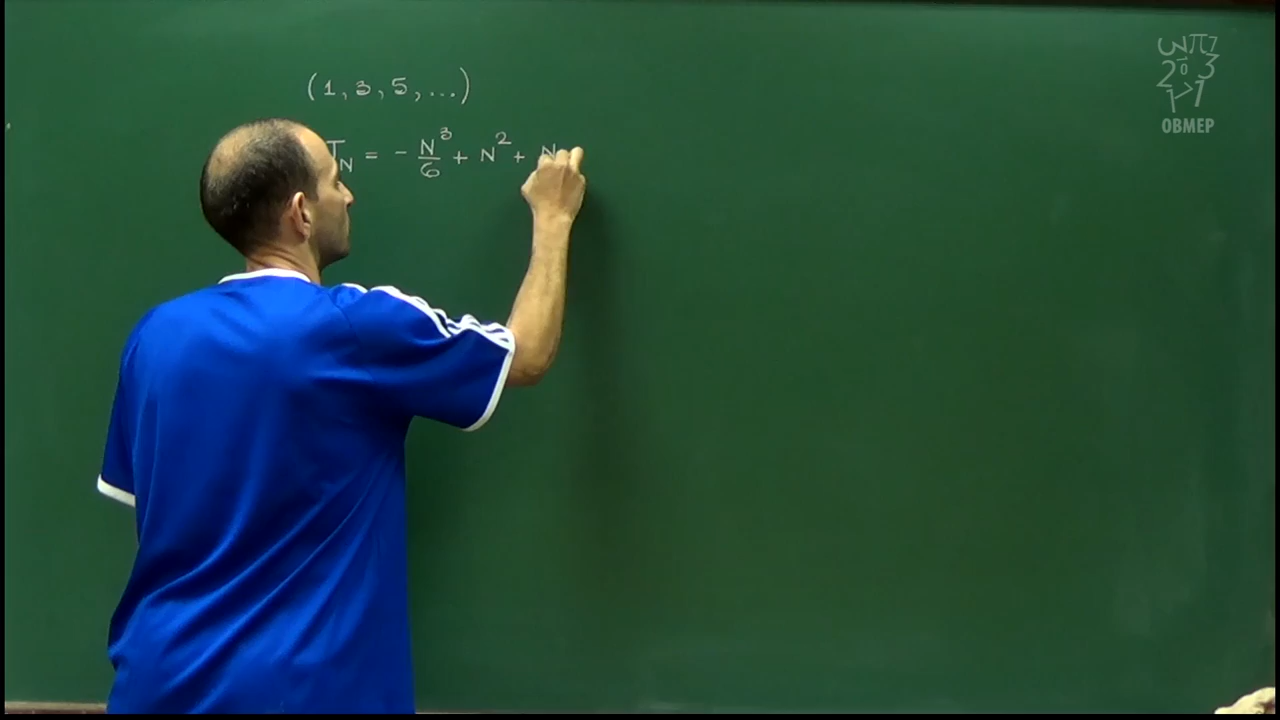 (1, 3, 5, ...)
T_N = - N^3/6 + N^2 + N
OBMEP